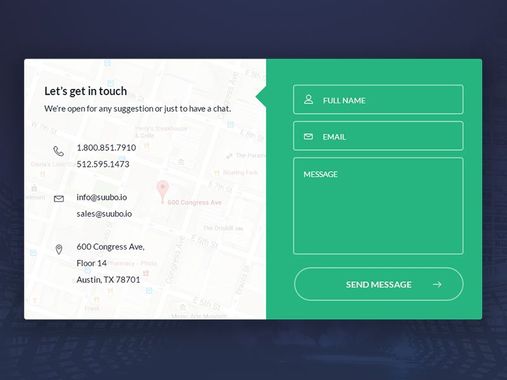 Let's get in touch
We're open for any suggestion or just to have a chat.
1.800.851.7910
512.595.1473
info@suubo.io
sales@suubo.io
600 Congress Ave,
Floor 14
Austin, TX 78701
600 Congress Ave
E 5th St
FULL NAME
EMAIL
MESSAGE
SEND MESSAGE